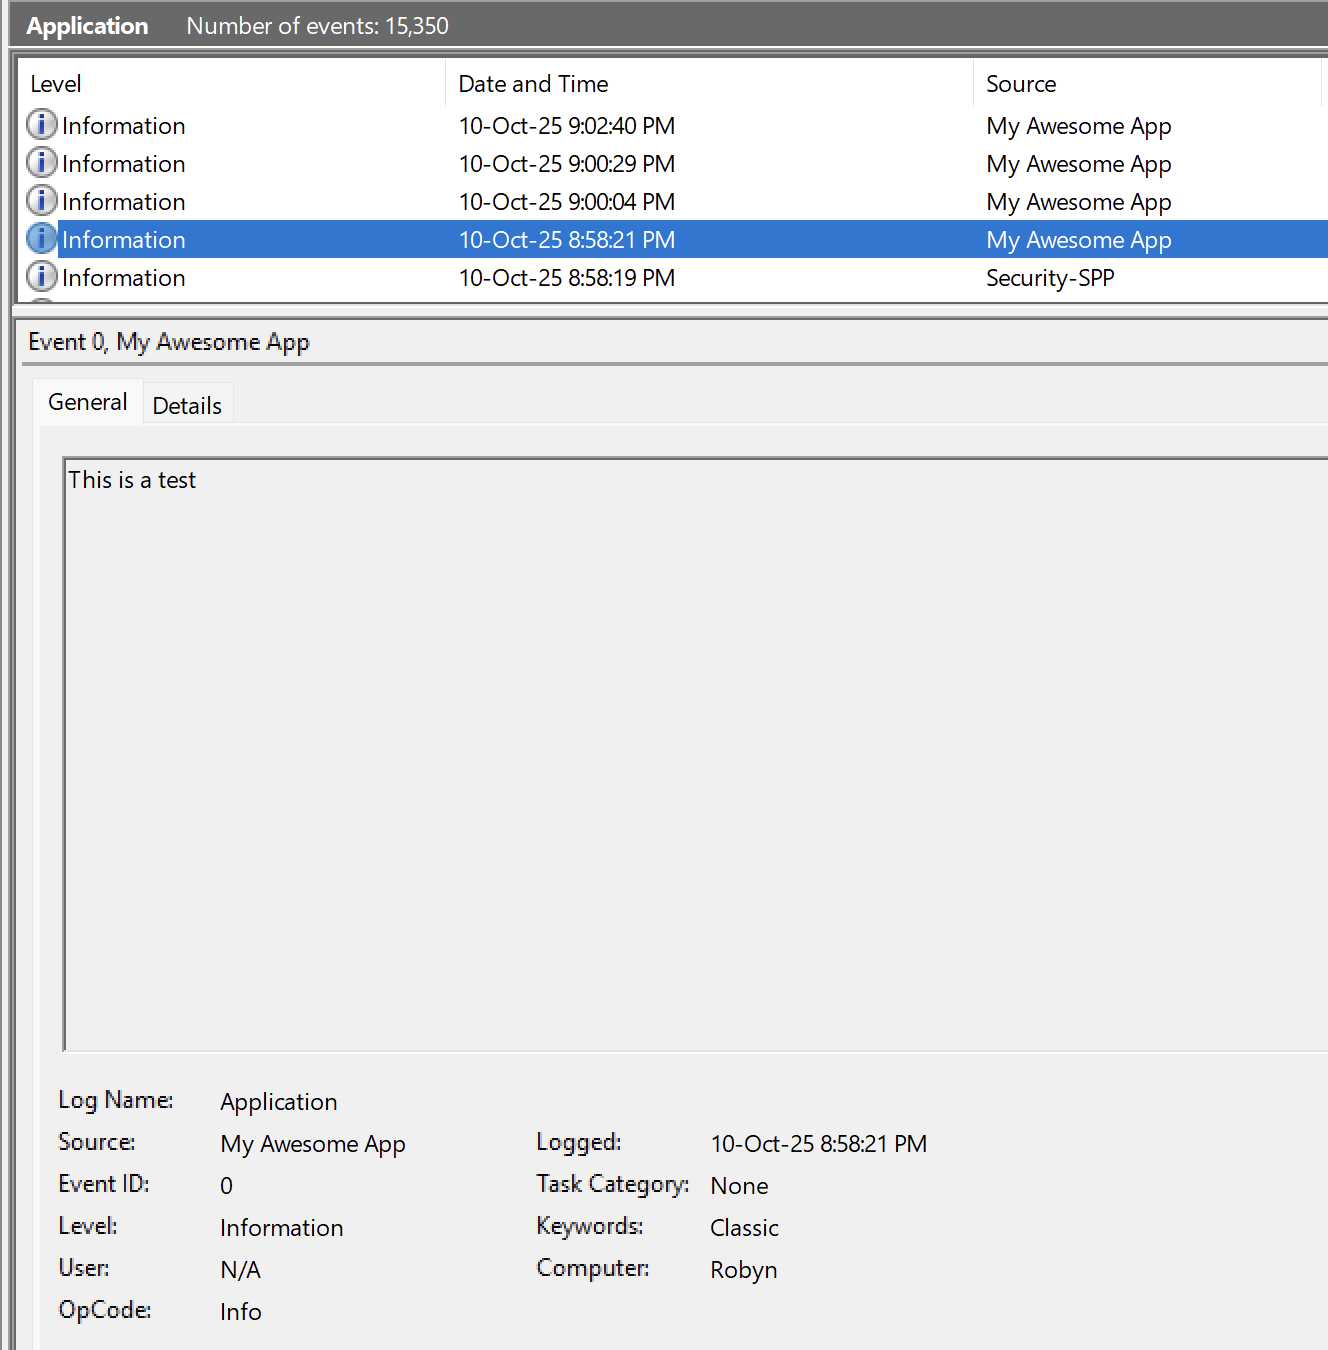 Application Number of events: 15,350
Level Date and Time Source
Information 10-Oct-25 9:02:40 PM My Awesome App
Information 10-Oct-25 9:00:29 PM My Awesome App
Information 10-Oct-25 9:00:04 PM My Awesome App
Information 10-Oct-25 8:58:21 PM My Awesome App
Information 10-Oct-25 8:58:19 PM Security-SPP
Event 0, My Awesome App
General Details
This is a test
Log Name: Application
Source: My Awesome App Logged: 10-Oct-25 8:58:21 PM
Event ID: 0 Task Category: None
Level: Information Keywords: Classic
User: N/A Computer: Robyn
OpCode: Info